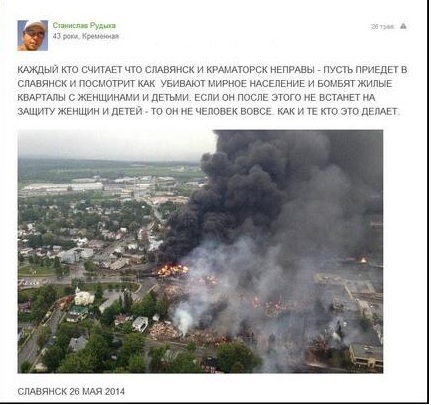 Станислав Рудыка
26 трав.
43 роки, Кременная
КАЖДЫЙ КТО СЧИТАЕТ ЧТО СЛАВЯНСК И КРАМАТОРСК НЕПРАВЫ - ПУСТЬ ПРИЕДЕТ В
СЛАВЯНСК И ПОСМОТРИТ КАК УБИВАЮТ МИРНОЕ НАСЕЛЕНИЕ И БОМБЯТ ЖИЛЫЕ
КВАРТАЛЫ С ЖЕНЩИНАМИ И ДЕТЬМИ. ЕСЛИ ОН ПОСЛЕ ЭТОГО НЕ ВСТАНЕТ НА
ЗАЩИТУ ЖЕНЩИН И ДЕТЕЙ - ТО ОН НЕ ЧЕЛОВЕК ВОВСЕ. КАК И ТЕ КТО ЭТО ДЕЛАЕТ.
СЛАВЯНСК 26 МАЯ 2014